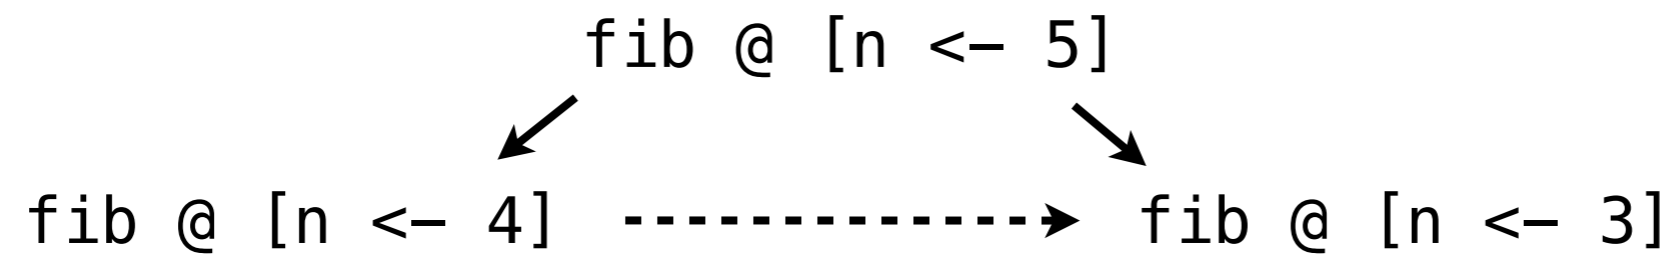 fib @ [n <- 5]
fib @ [n <- 4]
fib @ [n <- 3]